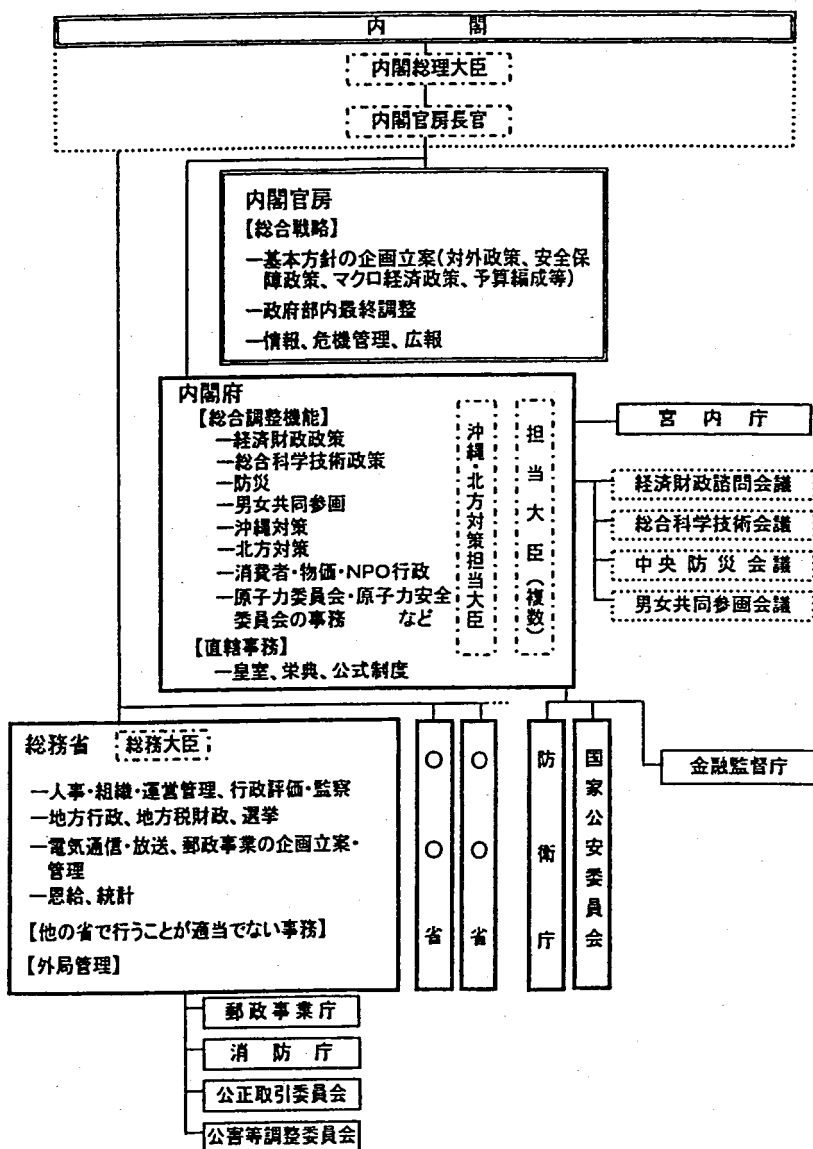 内　　閣
内閣総理大臣
内閣官房長官
内閣官房
【総合戦略】
―基本方針の企画立案(対外政策、安全保
障政策、マクロ経済政策、予算編成等)
―政府部内最終調整
―情報、危機管理、広報
内閣府
【総合調整機能】
―経済財政政策
―総合科学技術政策
―防災
―男女共同参画
―沖縄対策
―北方対策
―消費者・物価・NPO行政
―原子力委員会・原子力安全
委員会の事務　　など
【直轄事務】
―皇室、栄典、公式制度
沖縄・北方対策担当大臣
担当大臣(複数)
宮内庁
経済財政諮問会議
総合科学技術会議
中央防災会議
男女共同参画会議
総務省
総務大臣
―人事・組織・運営管理、行政評価・監察
―地方行政、地方税財政、選挙
―電気通信・放送、郵政事業の企画立案・
管理
―恩給、統計
【他の省で行うことが適当でない事務】
【外局管理】
○○省
○○省
防衛庁
国家公安委員会
金融監督庁
郵政事業庁
消防庁
公正取引委員会
公害等調整委員会